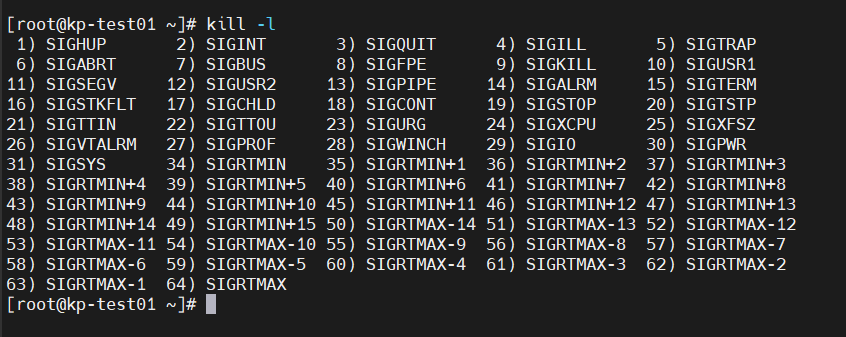 [root@kp-test01 ~]# kill -l
 1) SIGHUP       2) SIGINT       3) SIGQUIT      4) SIGILL       5) SIGTRAP
 6) SIGABRT      7) SIGBUS       8) SIGFPE       9) SIGKILL     10) SIGUSR1
11) SIGSEGV     12) SIGUSR2     13) SIGPIPE     14) SIGALRM     15) SIGTERM
16) SIGSTKFLT   17) SIGCHLD     18) SIGCONT     19) SIGSTOP     20) SIGTSTP
21) SIGTTIN     22) SIGTTOU     23) SIGURG      24) SIGXCPU     25) SIGXFSZ
26) SIGVTALRM   27) SIGPROF     28) SIGWINCH    29) SIGIO       30) SIGPWR
31) SIGSYS      34) SIGRTMIN    35) SIGRTMIN+1  36) SIGRTMIN+2  37) SIGRTMIN+3
38) SIGRTMIN+4  39) SIGRTMIN+5  40) SIGRTMIN+6  41) SIGRTMIN+7  42) SIGRTMIN+8
43) SIGRTMIN+9  44) SIGRTMIN+10 45) SIGRTMIN+11 46) SIGRTMIN+12 47) SIGRTMIN+13
48) SIGRTMIN+14 49) SIGRTMIN+15 50) SIGRTMAX-14 51) SIGRTMAX-13 52) SIGRTMAX-12
53) SIGRTMAX-11 54) SIGRTMAX-10 55) SIGRTMAX-9  56) SIGRTMAX-8  57) SIGRTMAX-7
58) SIGRTMAX-6  59) SIGRTMAX-5  60) SIGRTMAX-4  61) SIGRTMAX-3  62) SIGRTMAX-2
63) SIGRTMAX-1  64) SIGRTMAX
[root@kp-test01 ~]#